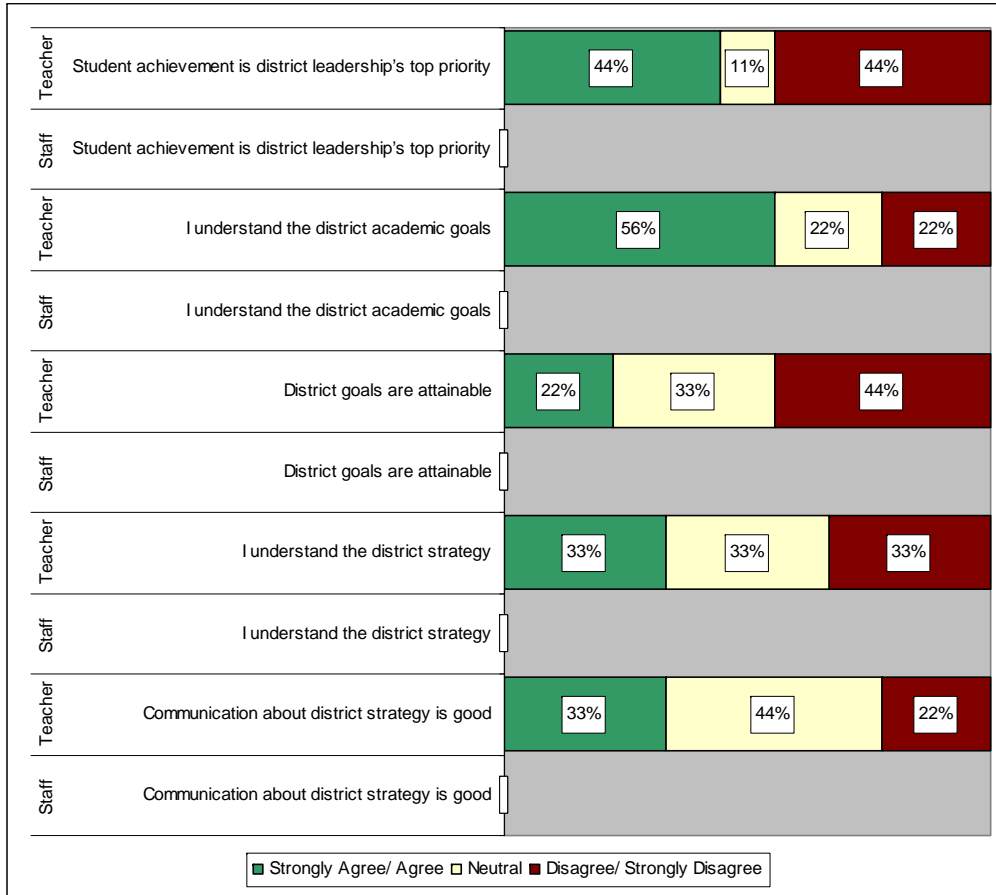 Teacher
Student achievement is district leadership's top priority
44%
11%
44%
Staff
Student achievement is district leadership's top priority
Teacher
I understand the district academic goals
56%
22%
22%
Staff
I understand the district academic goals
Teacher
District goals are attainable
22%
33%
44%
Staff
District goals are attainable
Teacher
I understand the district strategy
33%
33%
33%
Staff
I understand the district strategy
Teacher
Communication about district strategy is good
33%
44%
22%
Staff
Communication about district strategy is good
Strongly Agree/ Agree
Neutral
Disagree/ Strongly Disagree